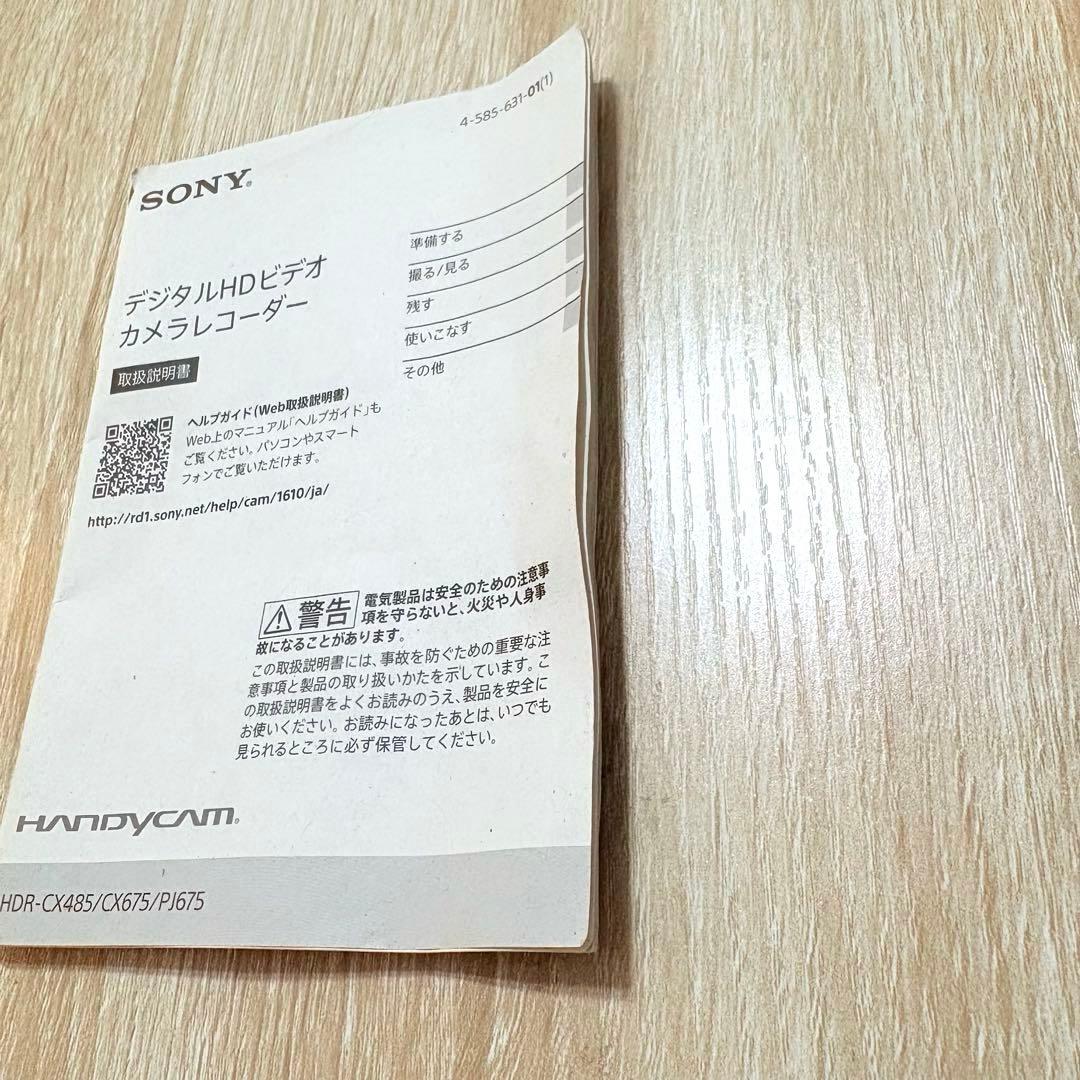 4-585-631-01(1)
SONY®
準備する
撮る/見る
残す
使いこなす
その他
デジタルHDビデオ
カメラレコーダー
取扱説明書
ヘルプガイド(Web取扱説明書)
Web上のマニュアル「ヘルプガイド」も
ご覧ください。パソコンやスマート
フォンでご覧いただけます。
http://rd1.sony.net/help/cam/1610/ja/
警告 電気製品は安全のための注意事
項を守らないと、火災や人身事
故になることがあります。
この取扱説明書には、事故を防ぐための重要な注
意事項と製品の取り扱いかたを示しています。こ
の取扱説明書をよくお読みのうえ、製品を安全に
お使いください。お読みになったあとは、いつでも
見られるところに必ず保管してください。
HANDYCAM®
HDR-CX485/CX675/PJ675